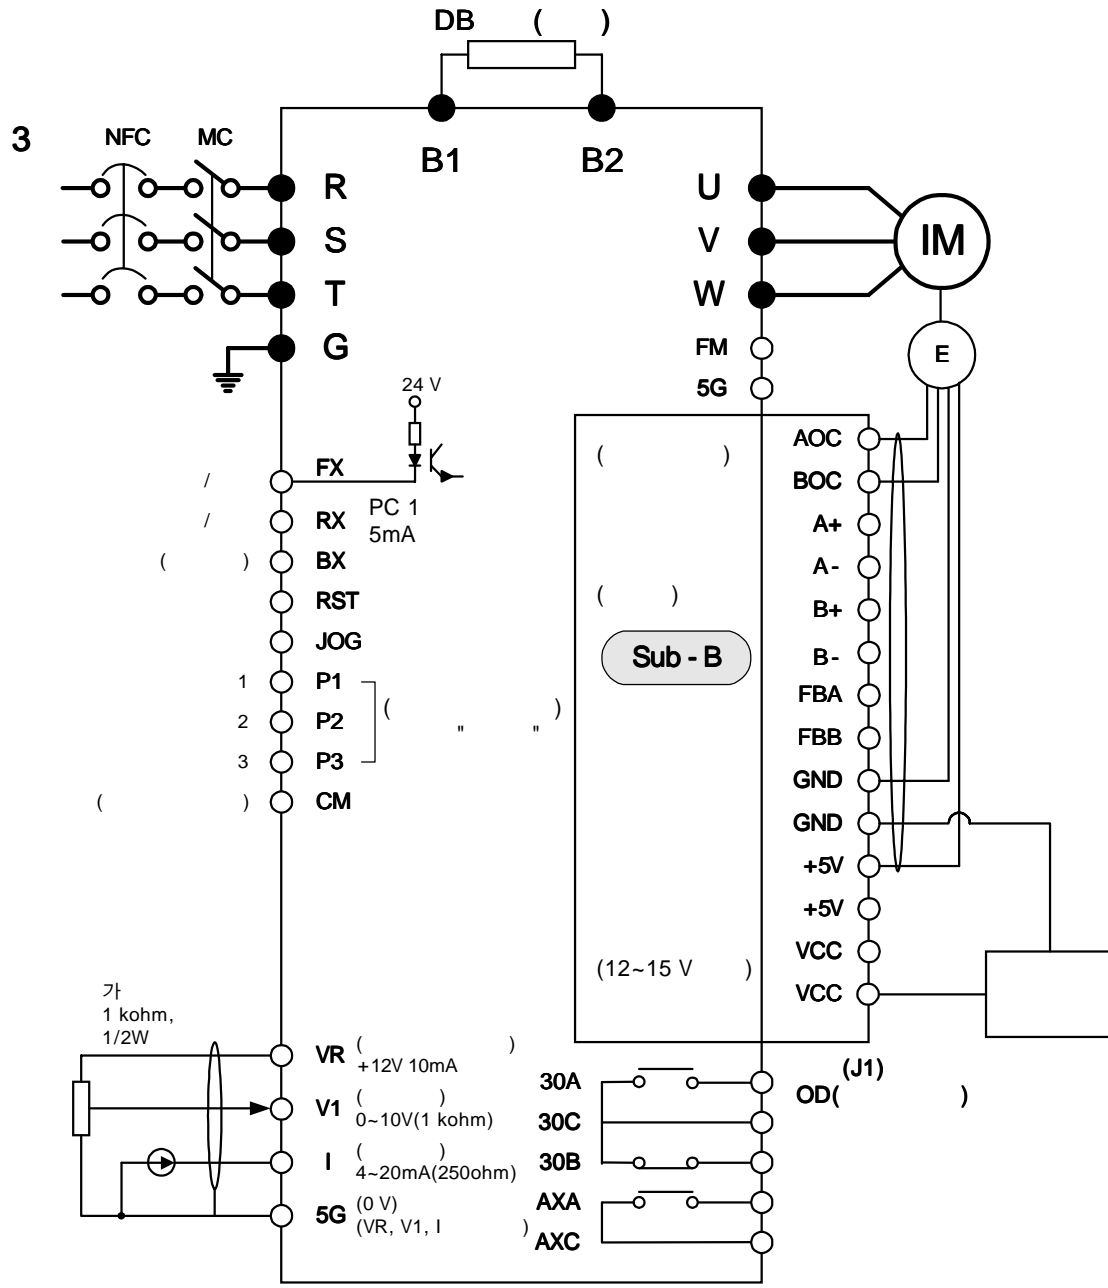 DB ( )
3
NFC MC
B1 B2
R
S
T
G
U
V
W
IM
FM
5G
E
24 V
FX
/
PC 1
5mA
/
RX
( ) BX
RST
JOG
1 P1
2 P2
3 P3
( )
" "
( ) CM
( )
( )
Sub - B
(12~15 V )
AOC
BOC
A+
A-
B+
B-
FBA
FBB
GND
GND
+5V
+5V
VCC
VCC
가
1 kohm,
1/2W
VR ( )
+12V 10mA
V1 ( )
0~10V(1 kohm)
I ( )
4~20mA(250ohm)
5G (0 V)
(VR, V1, I )
30A
30C
30B
AXA
AXC
(J1)
OD( )